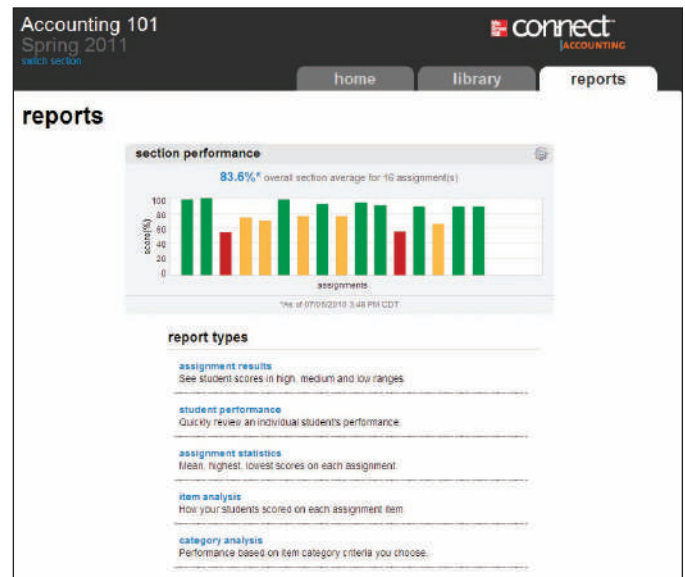 Accounting 101
Spring 2011
switch section
connect
ACCOUNTING
home
library
reports
reports
section performance
83.6%* overall section average for 16 assignment(s)
100
80
60
40
20
0
score(%)
assignments
*As of 07/05/2010 3:48 PM CDT
report types
assignment results
See student scores in high, medium and low ranges.
student performance
Quickly review an individual student's performance.
assignment statistics
Mean, highest, lowest scores on each assignment.
item analysis
How your students scored on each assignment item
category analysis
Performance based on item category criteria you choose.